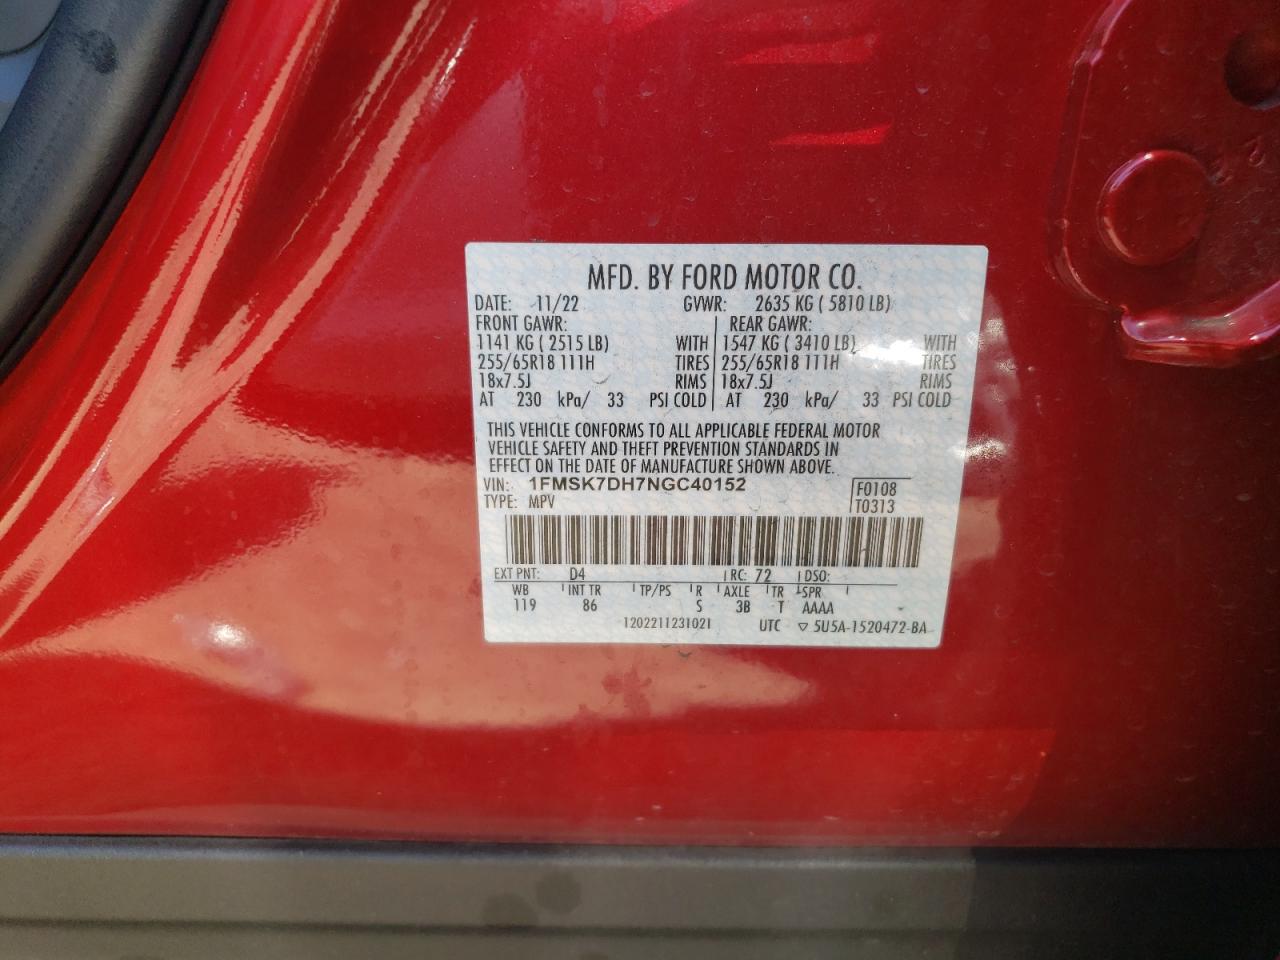 MFD. BY FORD MOTOR CO.
DATE: 11/22 GVWR: 2635 KG ( 5810 LB)
FRONT GAWR: REAR GAWR:
1141 KG ( 2515 LB) WITH 1547 KG ( 3410 LB) WITH
255/65R18 111H TIRES 255/65R18 111H TIRES
18x7.5J RIMS 18x7.5J RIMS
AT 230 kPa/ 33 PSI COLD AT 230 kPa/ 33 PSI COLD
THIS VEHICLE CONFORMS TO ALL APPLICABLE FEDERAL MOTOR
VEHICLE SAFETY AND THEFT PREVENTION STANDARDS IN
EFFECT ON THE DATE OF MANUFACTURE SHOWN ABOVE.
VIN: 1FMSK7DH7NGC40152 F0108
TYPE: MPV T0313
EXT PNT: D4 RC: 72 DSO:
WB INT TR TP/PS R AXLE TR SPR
119 86 S 3B T AAAA
1202211231021 UTC ▽ 5U5A-1520472-BA